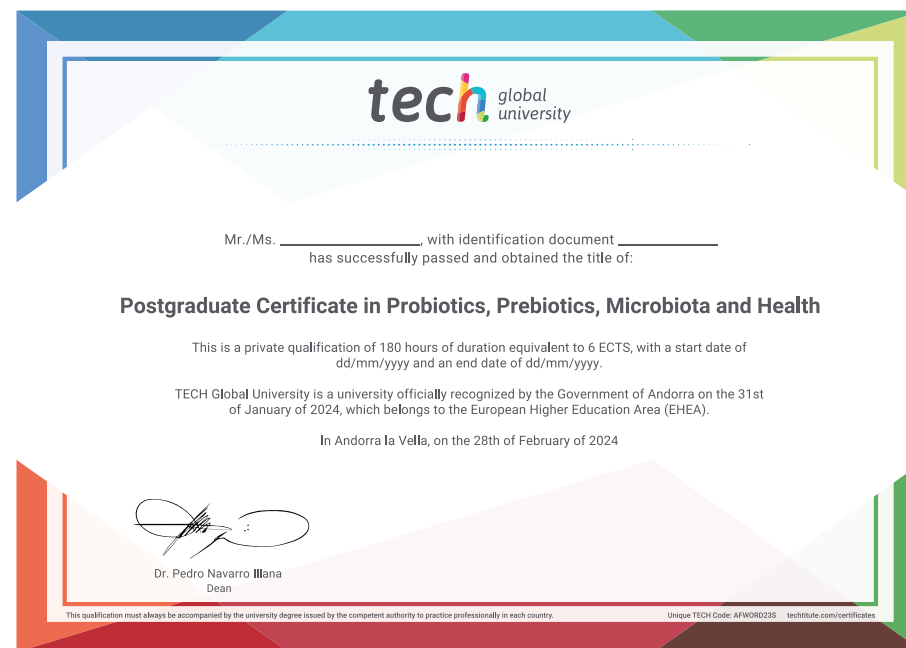 tech global
university
Mr./Ms. ____________, with identification document ____________
has successfully passed and obtained the title of:
Postgraduate Certificate in Probiotics, Prebiotics, Microbiota and Health
This is a private qualification of 180 hours of duration equivalent to 6 ECTS, with a start date of
dd/mm/yyyy and an end date of dd/mm/yyyy.
TECH Global University is a university officially recognized by the Government of Andorra on the 31st
of January of 2024, which belongs to the European Higher Education Area (EHEA).
In Andorra la Vella, on the 28th of February of 2024
Dr. Pedro Navarro Illana
Dean
This qualification must always be accompanied by the university degree issued by the competent authority to practice professionally in each country.
Unique TECH Code: AFWORD23S techtitute.com/certificates